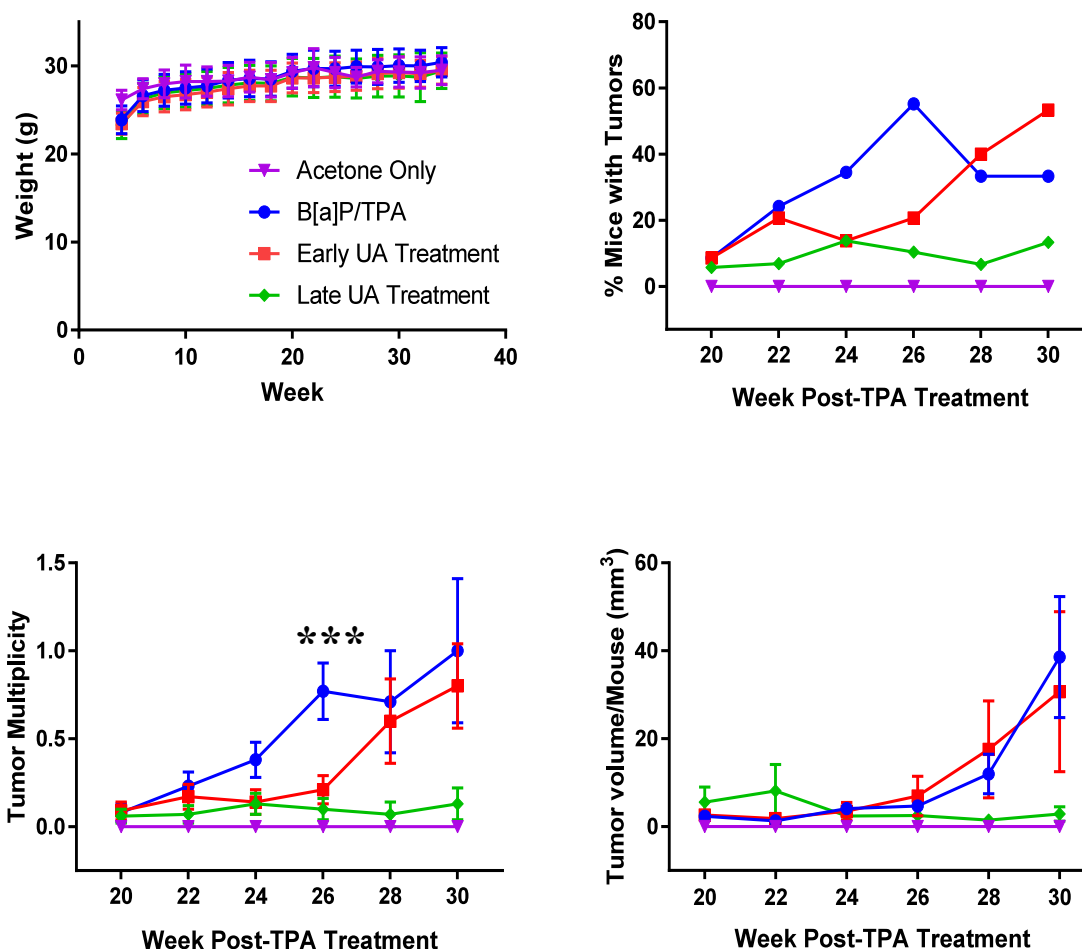 Weight (g)
30
20
10
0
0 10 20 30 40
Week
Acetone Only
B[a]P/TPA
Early UA Treatment
Late UA Treatment
% Mice with Tumors
80
60
40
20
0
20 22 24 26 28 30
Week Post-TPA Treatment
Tumor Multiplicity
1.5
1.0
0.5
0.0
***
20 22 24 26 28 30
Week Post-TPA Treatment
Tumor volume/Mouse (mm³)
60
40
20
0
20 22 24 26 28 30
Week Post-TPA Treatment